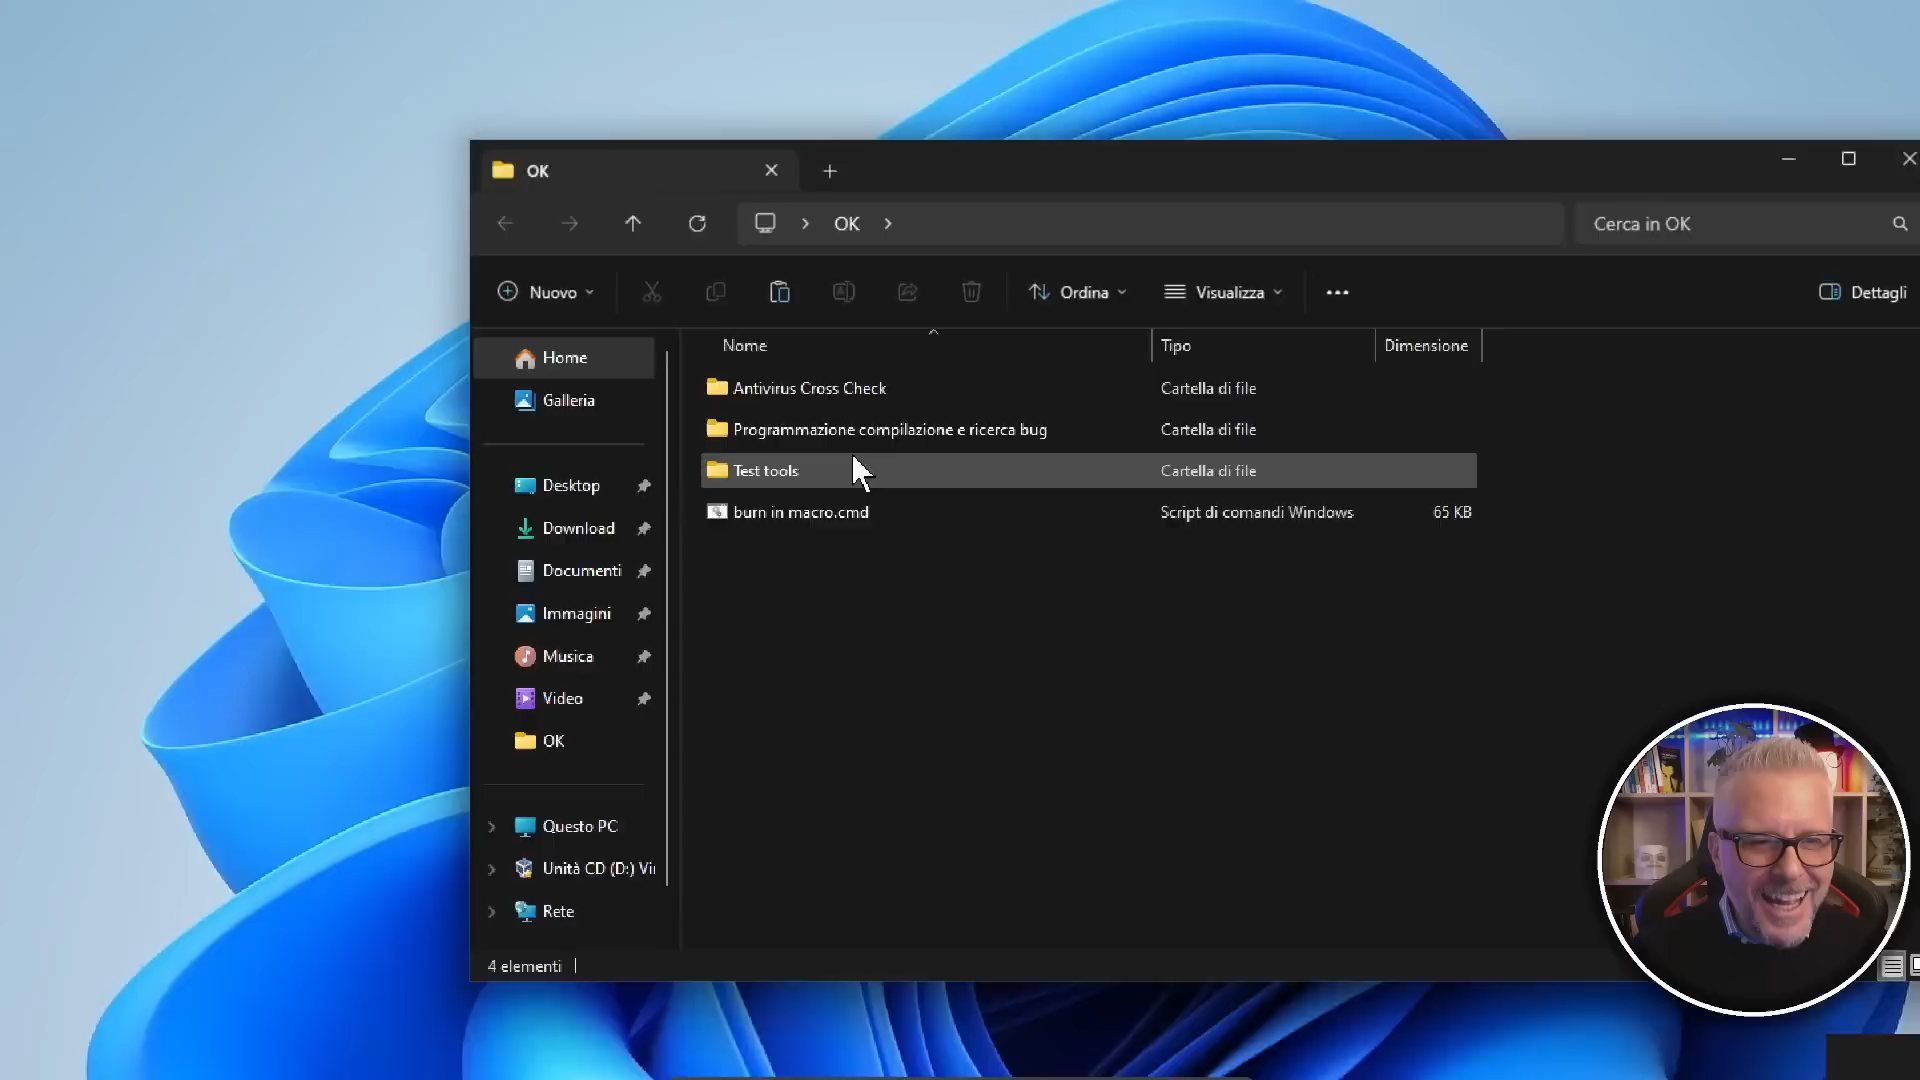 OK
OK
Cerca in OK
Nuovo
Ordina
Visualizza
Dettagli
Nome Tipo Dimensione
Antivirus Cross Check Cartella di file
Programmazione compilazione e ricerca bug Cartella di file
Test tools Cartella di file
burn in macro.cmd Script di comandi Windows 65 KB
Home
Galleria
Desktop
Download
Documenti
Immagini
Musica
Video
OK
Questo PC
Unità CD (D:) Vi
Rete
4 elementi